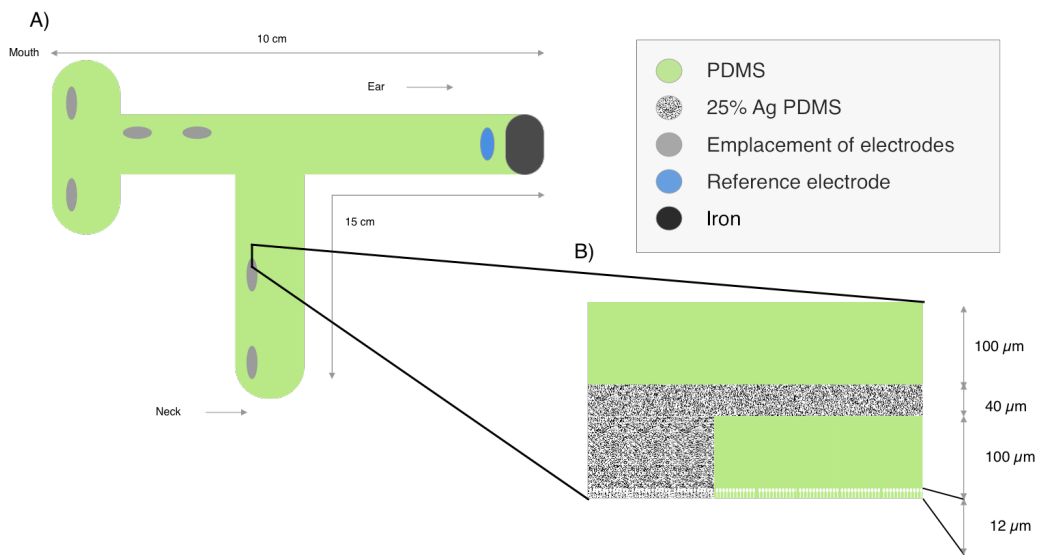 A)
10 cm
Mouth
Ear
15 cm
Neck
PDMS
25% Ag PDMS
Emplacement of electrodes
Reference electrode
Iron
B)
100 µm
40 µm
100 µm
12 µm